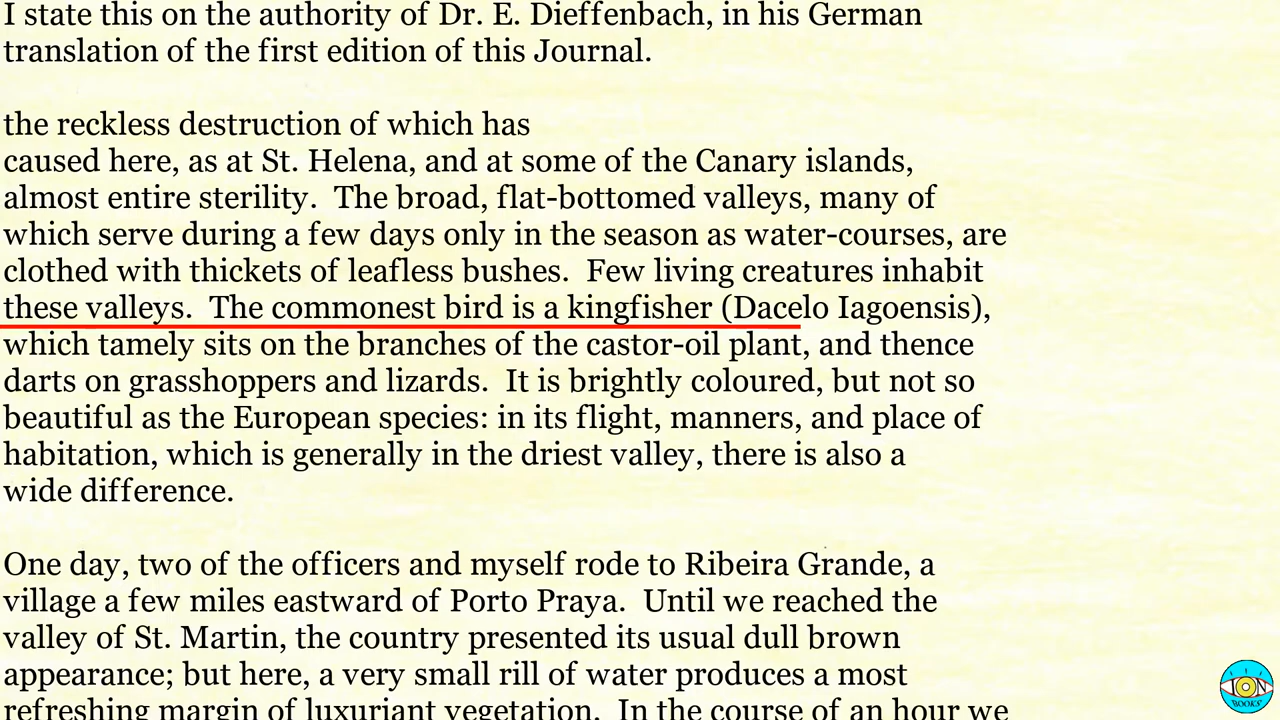 I state this on the authority of Dr. E. Dieffenbach, in his German
translation of the first edition of this Journal.
the reckless destruction of which has
caused here, as at St. Helena, and at some of the Canary islands,
almost entire sterility. The broad, flat-bottomed valleys, many of
which serve during a few days only in the season as water-courses, are
clothed with thickets of leafless bushes. Few living creatures inhabit
these valleys. The commonest bird is a kingfisher (Dacelo Iagoensis),
which tamely sits on the branches of the castor-oil plant, and thence
darts on grasshoppers and lizards. It is brightly coloured, but not so
beautiful as the European species: in its flight, manners, and place of
habitation, which is generally in the driest valley, there is also a
wide difference.
One day, two of the officers and myself rode to Ribeira Grande, a
village a few miles eastward of Porto Praya. Until we reached the
valley of St. Martin, the country presented its usual dull brown
appearance; but here, a very small rill of water produces a most
refreshing margin of luxuriant vegetation. In the course of an hour we
I
ION
BOOKS